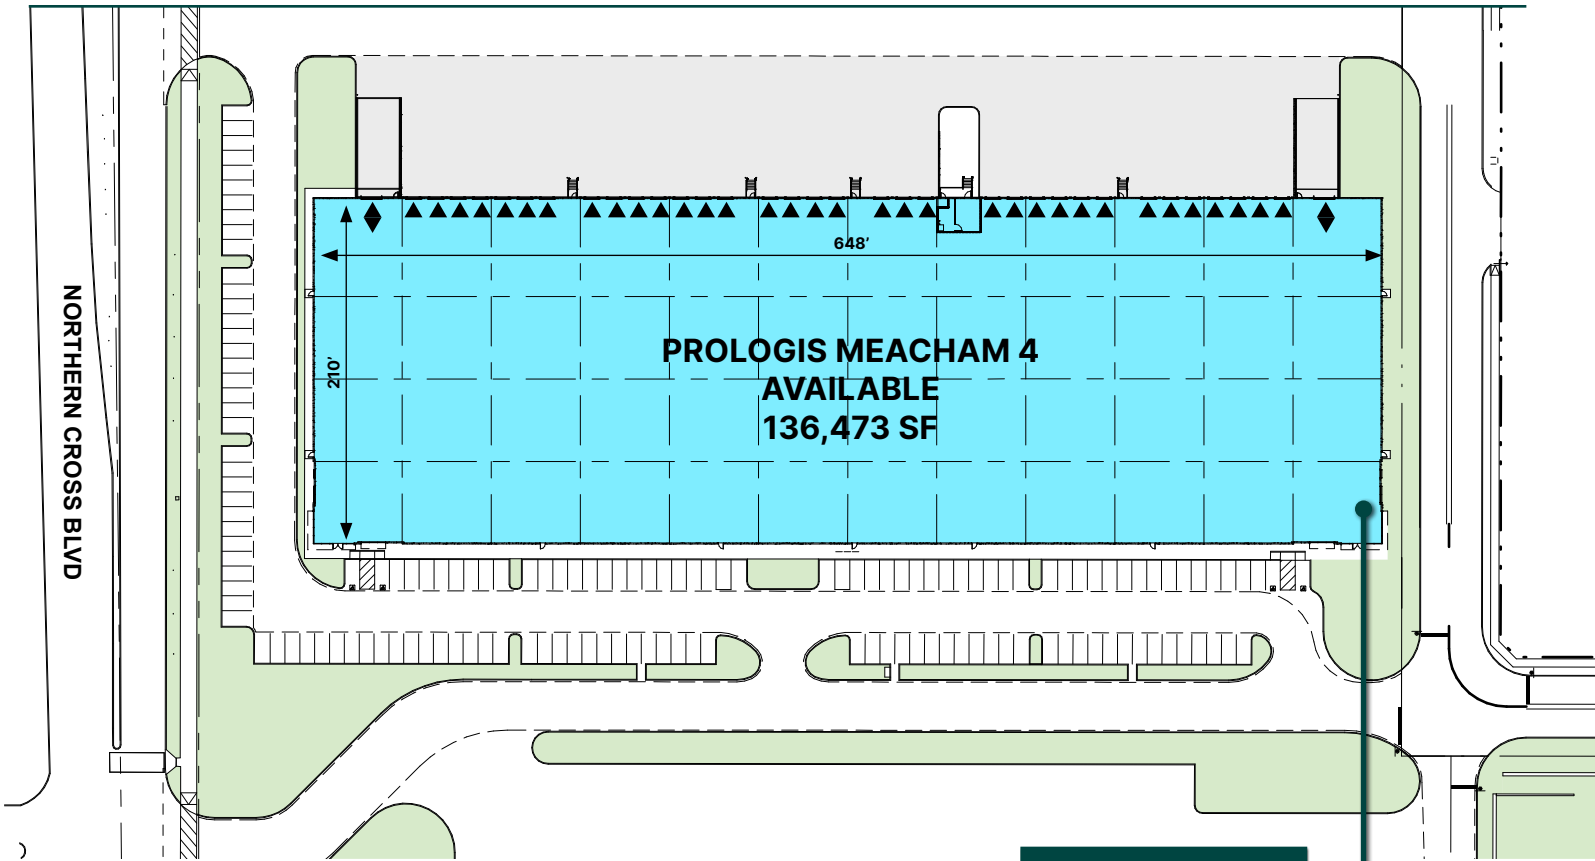 648’
PROLOGIS MEACHAM 4
AVAILABLE
136,473 SF
210’
NORTHERN CROSS BLVD